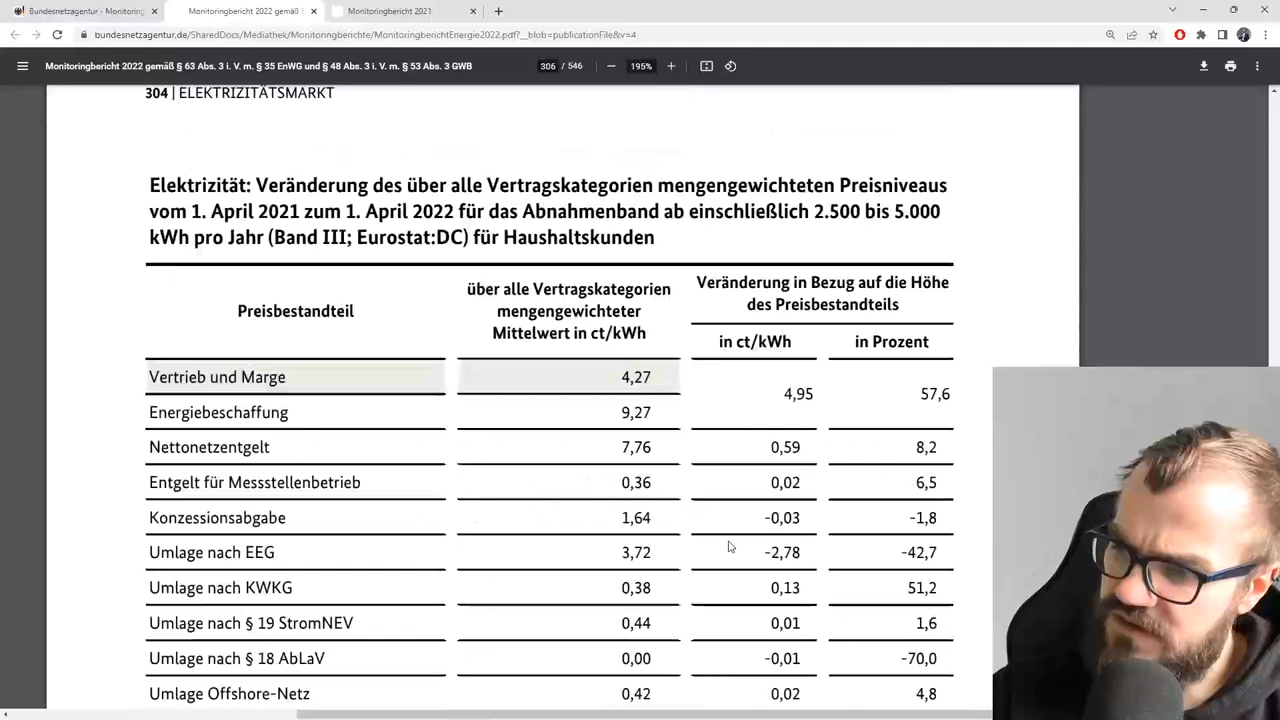 Bundesnetzagentur - Monitoring
Monitoringbericht 2022 gemäß §
Monitoringbericht 2021
bundesnetzagentur.de/SharedDocs/Mediathek/Monitoringberichte/MonitoringberichtEnergie2022.pdf?__blob=publicationFile&v=4
Monitoringbericht 2022 gemäß § 63 Abs. 3 i. V. m. § 35 EnWG und § 48 Abs. 3 i. V. m. § 53 Abs. 3 GWB
306 / 546
195%
304 | ELEKTRIZITÄTSMARKT
Elektrizität: Veränderung des über alle Vertragskategorien mengengewichteten Preisniveaus
vom 1. April 2021 zum 1. April 2022 für das Abnahmenband ab einschließlich 2.500 bis 5.000
kWh pro Jahr (Band III; Eurostat:DC) für Haushaltskunden
Preisbestandteil
über alle Vertragskategorien
mengengewichteter
Mittelwert in ct/kWh
Veränderung in Bezug auf die Höhe
des Preisbestandteils
in ct/kWh in Prozent
Vertrieb und Marge 4,27
4,95 57,6
Energiebeschaffung 9,27
Nettonetzentgelt 7,76 0,59 8,2
Entgelt für Messstellenbetrieb 0,36 0,02 6,5
Konzessionsabgabe 1,64 -0,03 -1,8
Umlage nach EEG 3,72 -2,78 -42,7
Umlage nach KWKG 0,38 0,13 51,2
Umlage nach § 19 StromNEV 0,44 0,01 1,6
Umlage nach § 18 AbLaV 0,00 -0,01 -70,0
Umlage Offshore-Netz 0,42 0,02 4,8